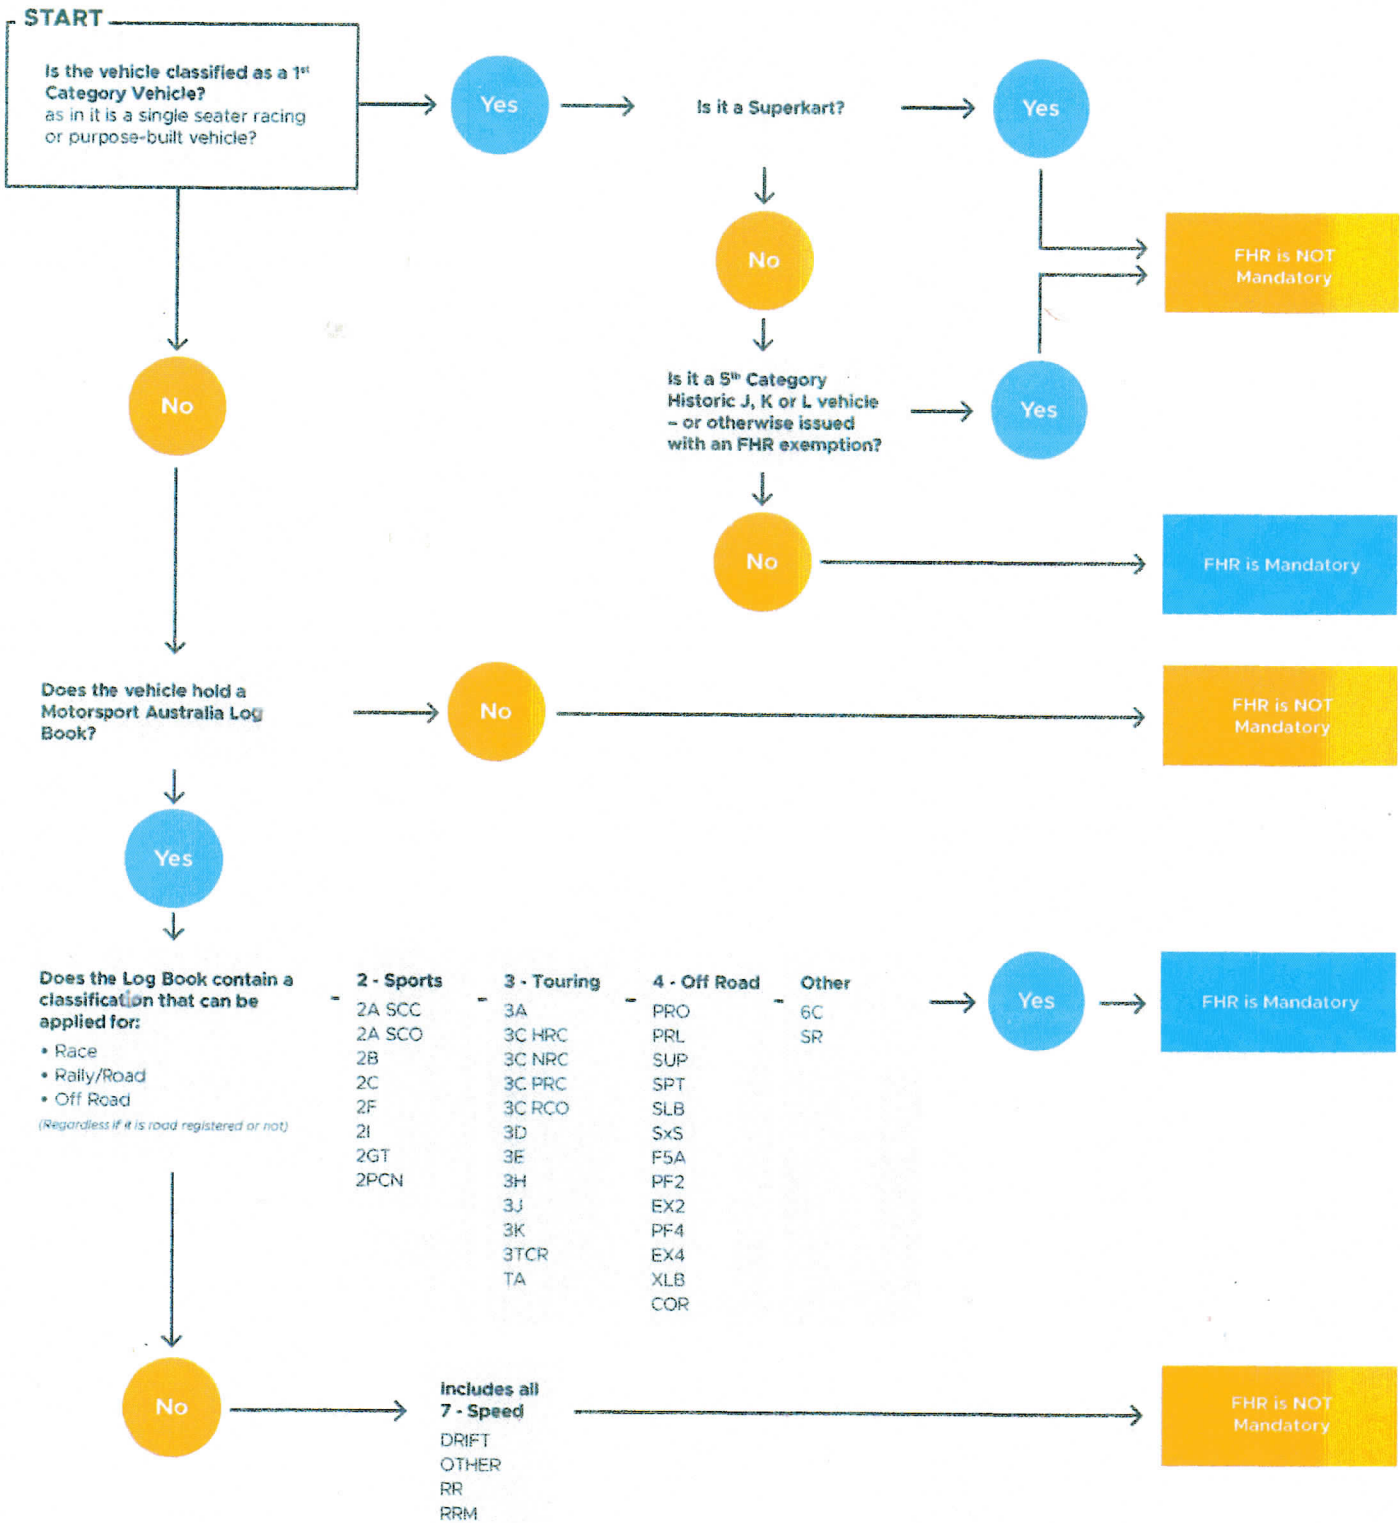 START
Is the vehicle classified as a 1st
Category Vehicle?
as in it is a single seater racing
or purpose-built vehicle?
Yes
Is it a Superkart?
Yes
No
FHR is NOT
Mandatory
No
Is it a 5th Category
Historic J, K or L vehicle
– or otherwise issued
with an FHR exemption?
Yes
No
FHR is Mandatory
Does the vehicle hold a
Motorsport Australia Log
Book?
No
FHR is NOT
Mandatory
Yes
Does the Log Book contain a
classification that can be
applied for:
• Race
• Rally/Road
• Off Road
(Regardless if it is road registered or not)
- 2 - Sports
2A SCC
2A SCO
2B
2C
2F
2I
2GT
2PCN
- 3 - Touring
3A
3C HRC
3C NRC
3C PRC
3C RCO
3D
3E
3H
3J
3K
3TCR
TA
- 4 - Off Road
PRO
PRL
SUP
SPT
SLB
SxS
F5A
PF2
EX2
PF4
EX4
XLB
COR
- Other
6C
SR
Yes
FHR is Mandatory
No
Includes all
7 - Speed
DRIFT
OTHER
RR
RRM
FHR is NOT
Mandatory